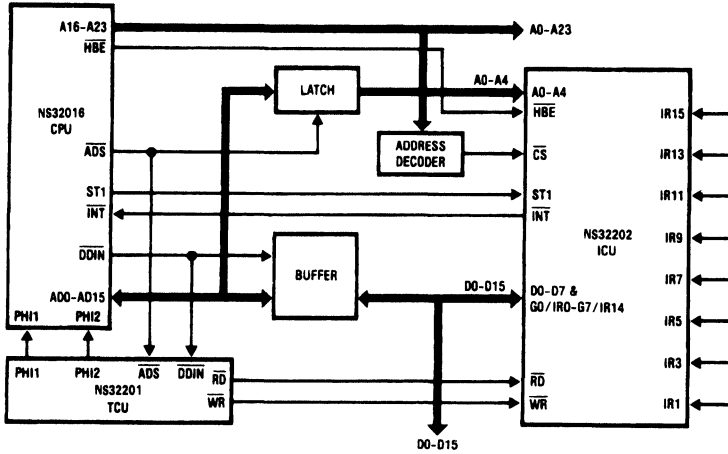 A16-A23
A0-A23
HBE
LATCH
A0-A4
A0-A4
HBE
IR15
NS32016
CPU
ADS
ADDRESS
DECODER
CS
IR13
ST1
ST1
IR11
INT
INT
NS32202
ICU
IR9
DDIN
BUFFER
IR7
AD0-AD15
D0-D15
D0-D7 &
G0/IR0-G7/IR14
IR5
PHI1 PHI2
PHI1 PHI2 ADS DDIN
IR3
NS32201
TCU
RD
RD
WR
WR
IR1
D0-D15